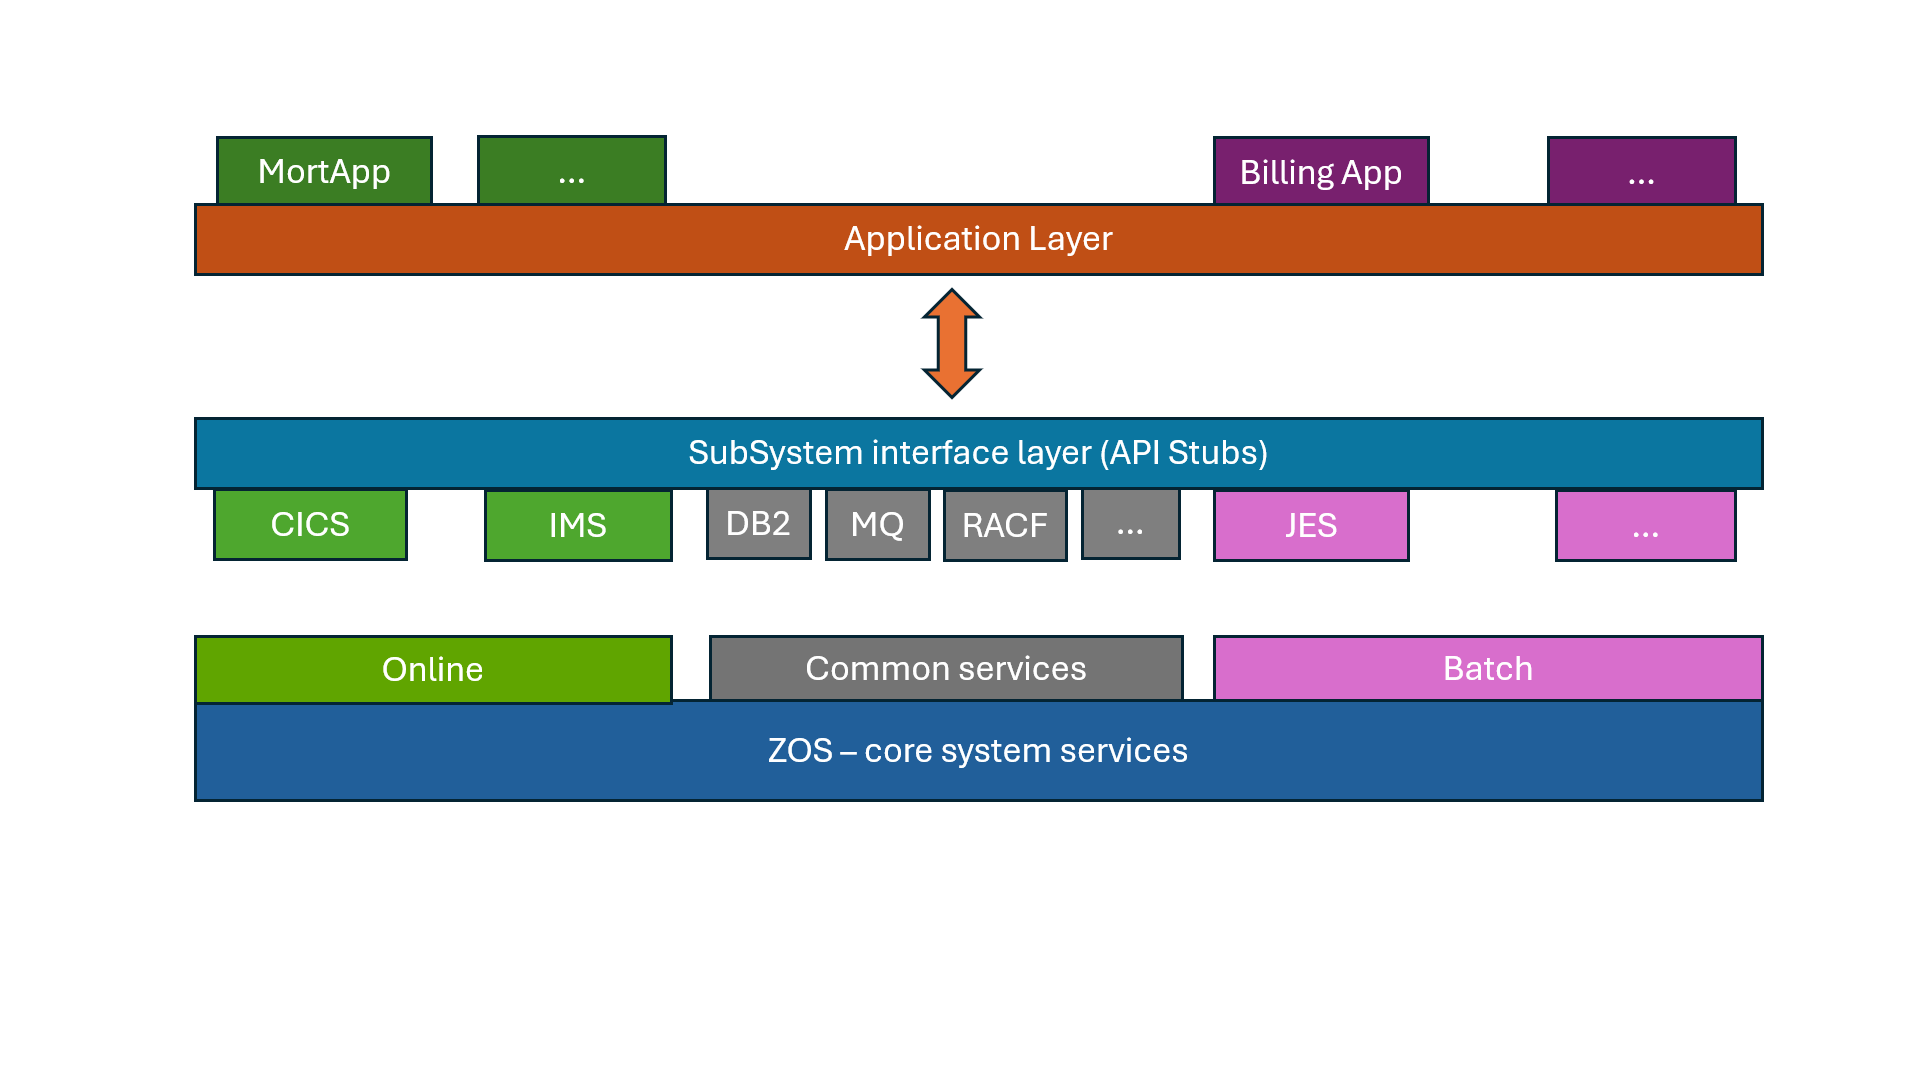 MortApp
...
Billing App
...
Application Layer
SubSystem interface layer (API Stubs)
CICS
IMS
DB2
MQ
RACF
...
JES
...
Online
Common services
Batch
ZOS – core system services